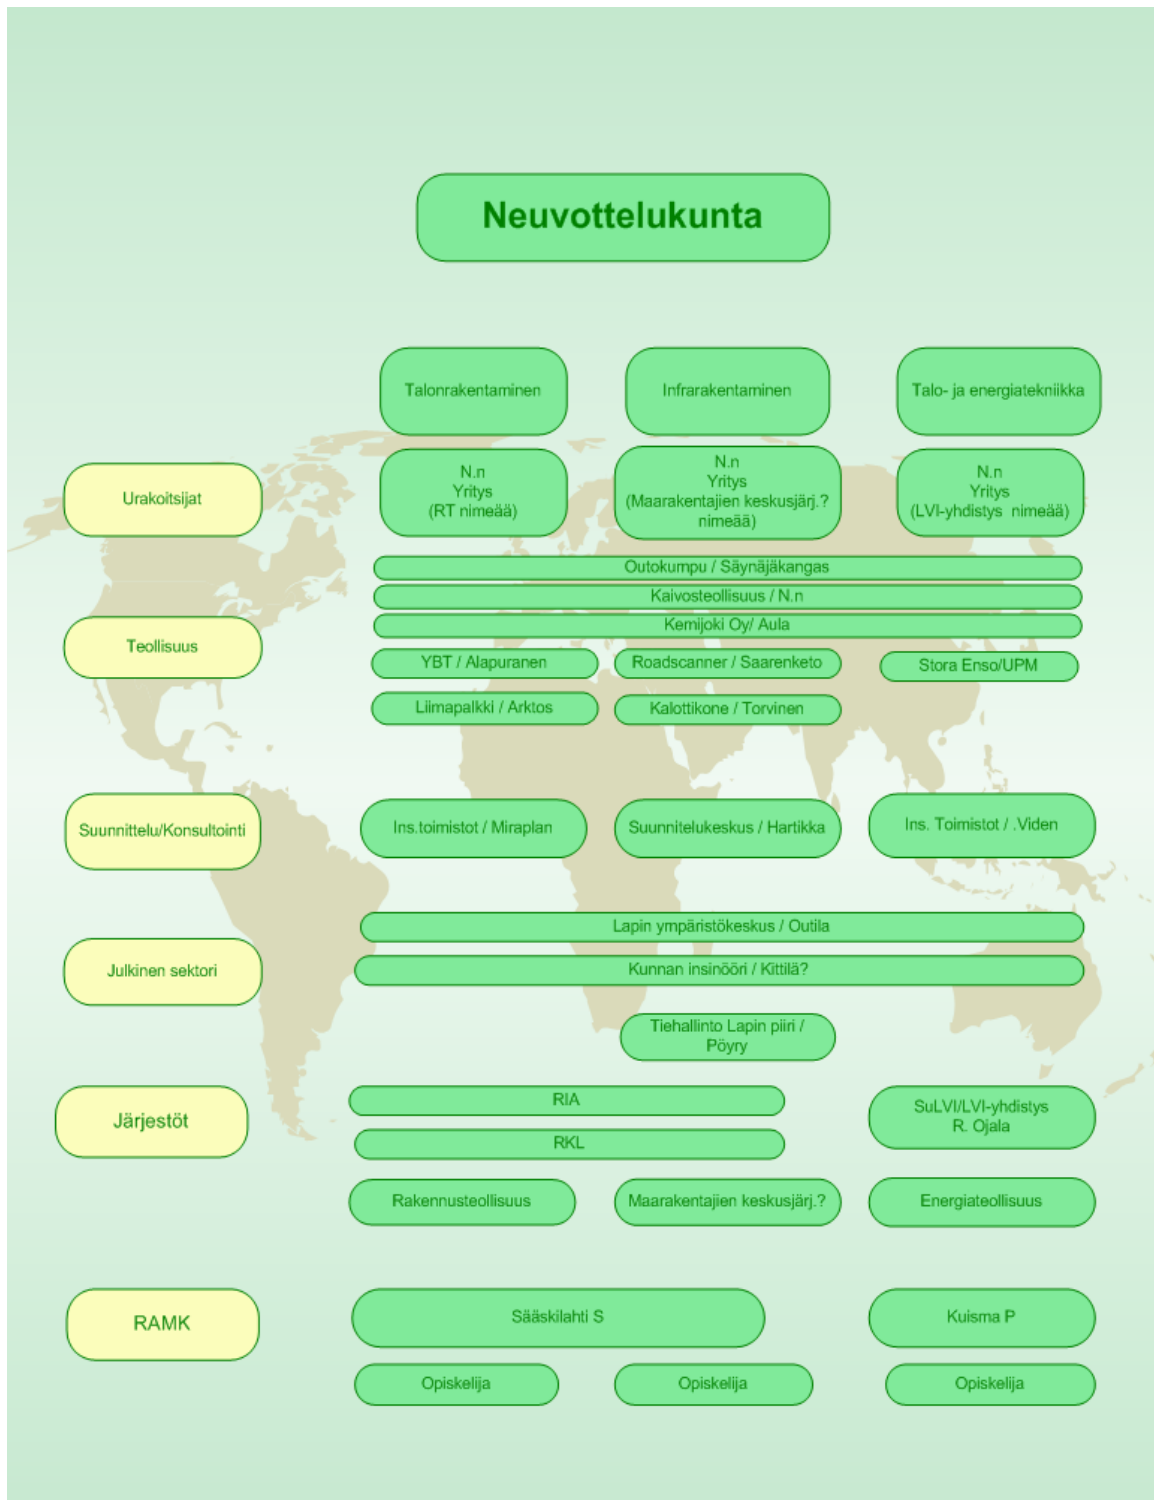 Neuvottelukunta
Talonrakentaminen
Infrarakentaminen
Talo- ja energiatekniikka
Urakoitsijat
N.n
Yritys
(RT nimeää)
N.n
Yritys
(Maarakentajien keskusjärj.?
nimeää)
N.n
Yritys
(LVI-yhdistys nimeää)
Outokumpu / Säynäjäkangas
Kaivosteollisuus / N.n
Kemijoki Oy/ Aula
Teollisuus
YBT / Alapuranen
Roadscanner / Saarenketo
Stora Enso/UPM
Liimapalkki / Arktos
Kalottikone / Torvinen
Suunnittelu/Konsultointi
Ins.toimistot / Miraplan
Suunnitelukeskus / Hartikka
Ins. Toimistot / .Viden
Lapin ympäristökeskus / Outila
Julkinen sektori
Kunnan insinööri / Kittilä?
Tiehallinto Lapin piiri /
Pöyry
Järjestöt
RIA
SuLVI/LVI-yhdistys
R. Ojala
RKL
Rakennusteollisuus
Maarakentajien keskusjärj.?
Energiateollisuus
RAMK
Sääskilahti S
Kuisma P
Opiskelija
Opiskelija
Opiskelija